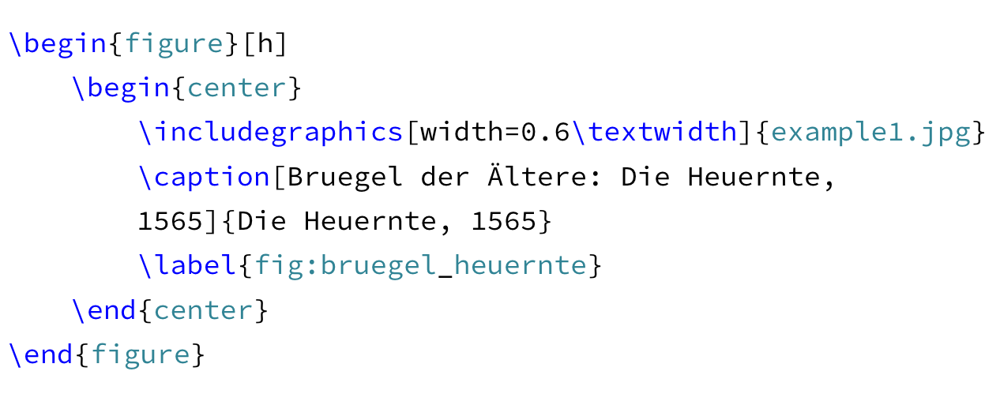 \begin{figure}[h]
    \begin{center}
        \includegraphics[width=0.6\textwidth]{example1.jpg}
        \caption[Bruegel der Ältere: Die Heuernte,
        1565]{Die Heuernte, 1565}
        \label{fig:bruegel_heuernte}
    \end{center}
\end{figure}